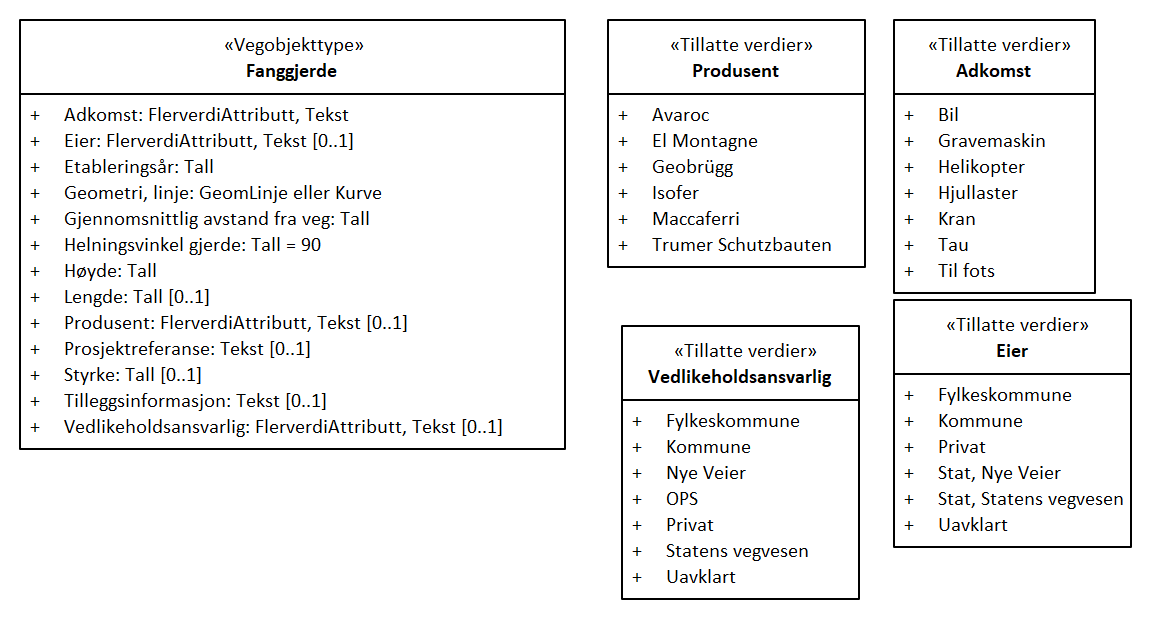 «Vegobjekttype»
Fanggjerde
+ Adkomst: FlerverdiAttributt, Tekst
+ Eier: FlerverdiAttributt, Tekst [0..1]
+ Etableringsår: Tall
+ Geometri, linje: GeomLinje eller Kurve
+ Gjennomsnittlig avstand fra veg: Tall
+ Helningsvinkel gjerde: Tall = 90
+ Høyde: Tall
+ Lengde: Tall [0..1]
+ Produsent: FlerverdiAttributt, Tekst [0..1]
+ Prosjektreferanse: Tekst [0..1]
+ Styrke: Tall [0..1]
+ Tilleggsinformasjon: Tekst [0..1]
+ Vedlikeholdsansvarlig: FlerverdiAttributt, Tekst [0..1]
«Tillatte verdier»
Produsent
+ Avaroc
+ El Montagne
+ Geobrügg
+ Isofer
+ Maccaferri
+ Trumer Schutzbauten
«Tillatte verdier»
Adkomst
+ Bil
+ Gravemaskin
+ Helikopter
+ Hjullaster
+ Kran
+ Tau
+ Til fots
«Tillatte verdier»
Vedlikeholdsansvarlig
+ Fylkeskommune
+ Kommune
+ Nye Veier
+ OPS
+ Privat
+ Statens vegvesen
+ Uavklart
«Tillatte verdier»
Eier
+ Fylkeskommune
+ Kommune
+ Privat
+ Stat, Nye Veier
+ Stat, Statens vegvesen
+ Uavklart